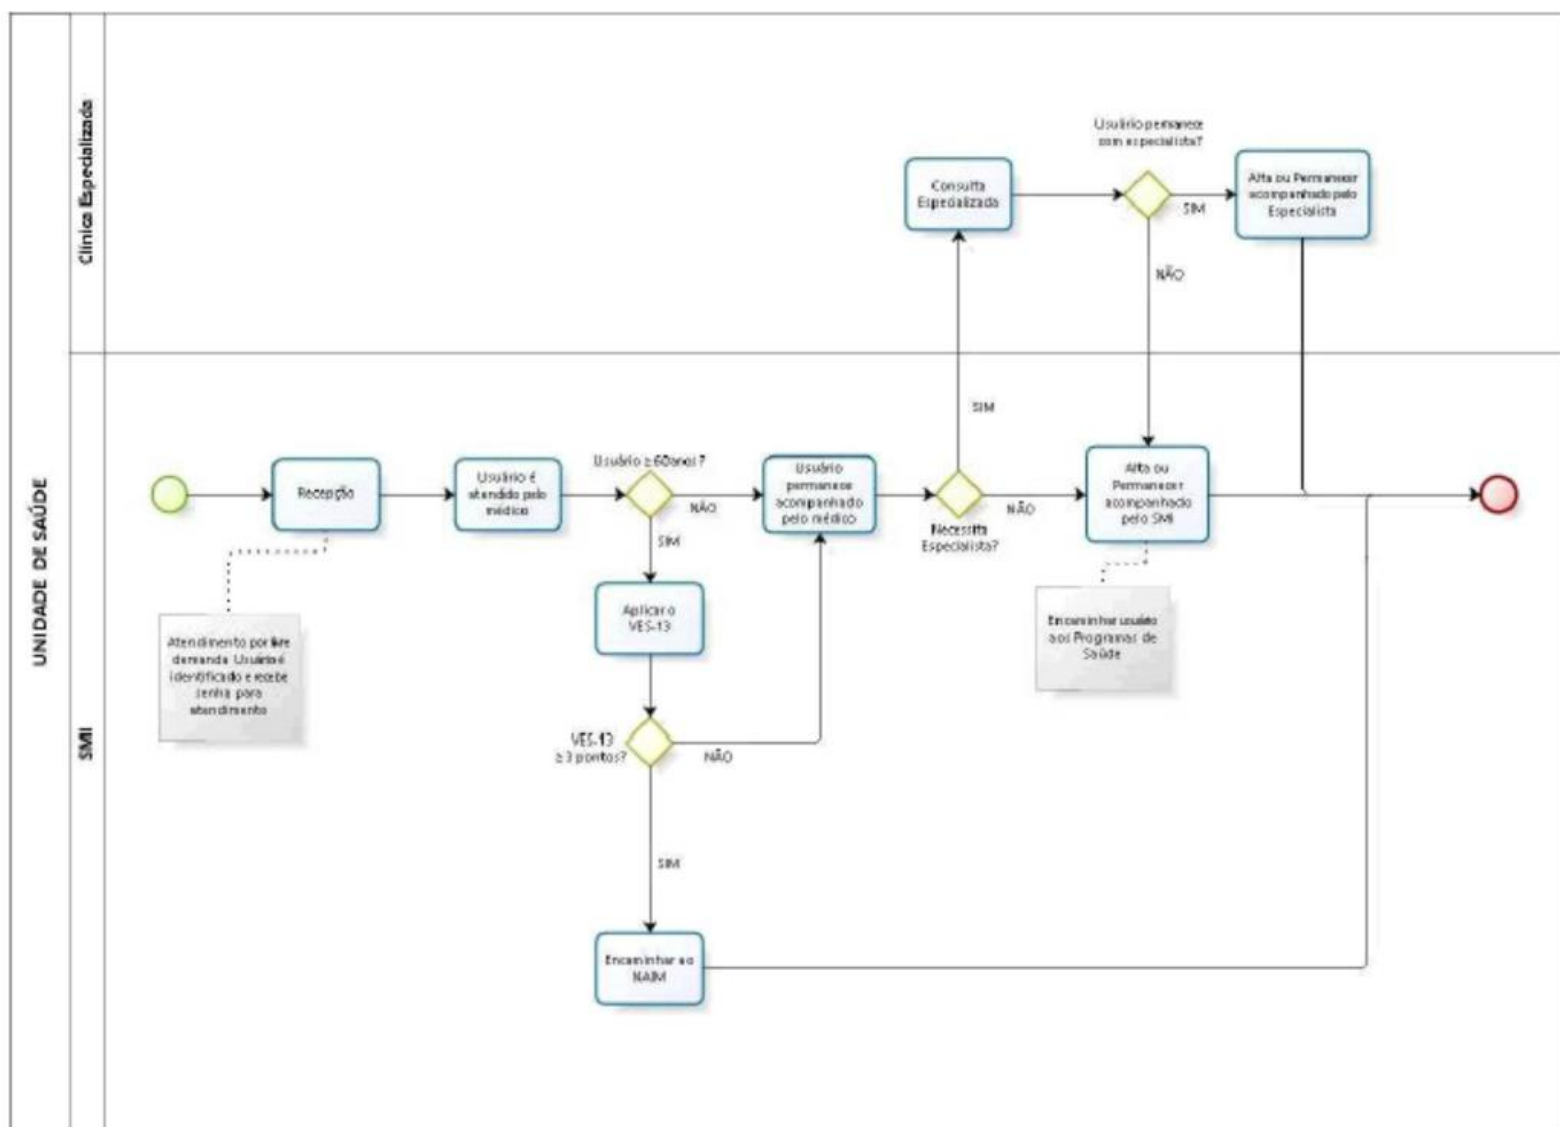 UNIDADE DE SAÚDE
Clínica Especializada
Consulta
Especializada
Usuário permanece
com especialista?
SIM
NÃO
Alta ou Permanecer
acompanhado pelo
Especialista
SMI
Recepção
Atendimento por livre
demanda Usuário é
identificado e recebe
senha para
atendimento
Usuário é
atendido pelo
médico
Usuário ≥60anos?
NÃO
SIM
Aplicar o
VES-13
VES-13
≥3 pontos?
NÃO
SIM
Encaminhar ao
NAIM
Usuário
permanece
acompanhado
pelo médico
SIM
NÃO
Necessita
Especialista?
Alta ou
Permanecer
acompanhado
pelo SMI
Encaminhar usuário
aos Programas de
Saúde